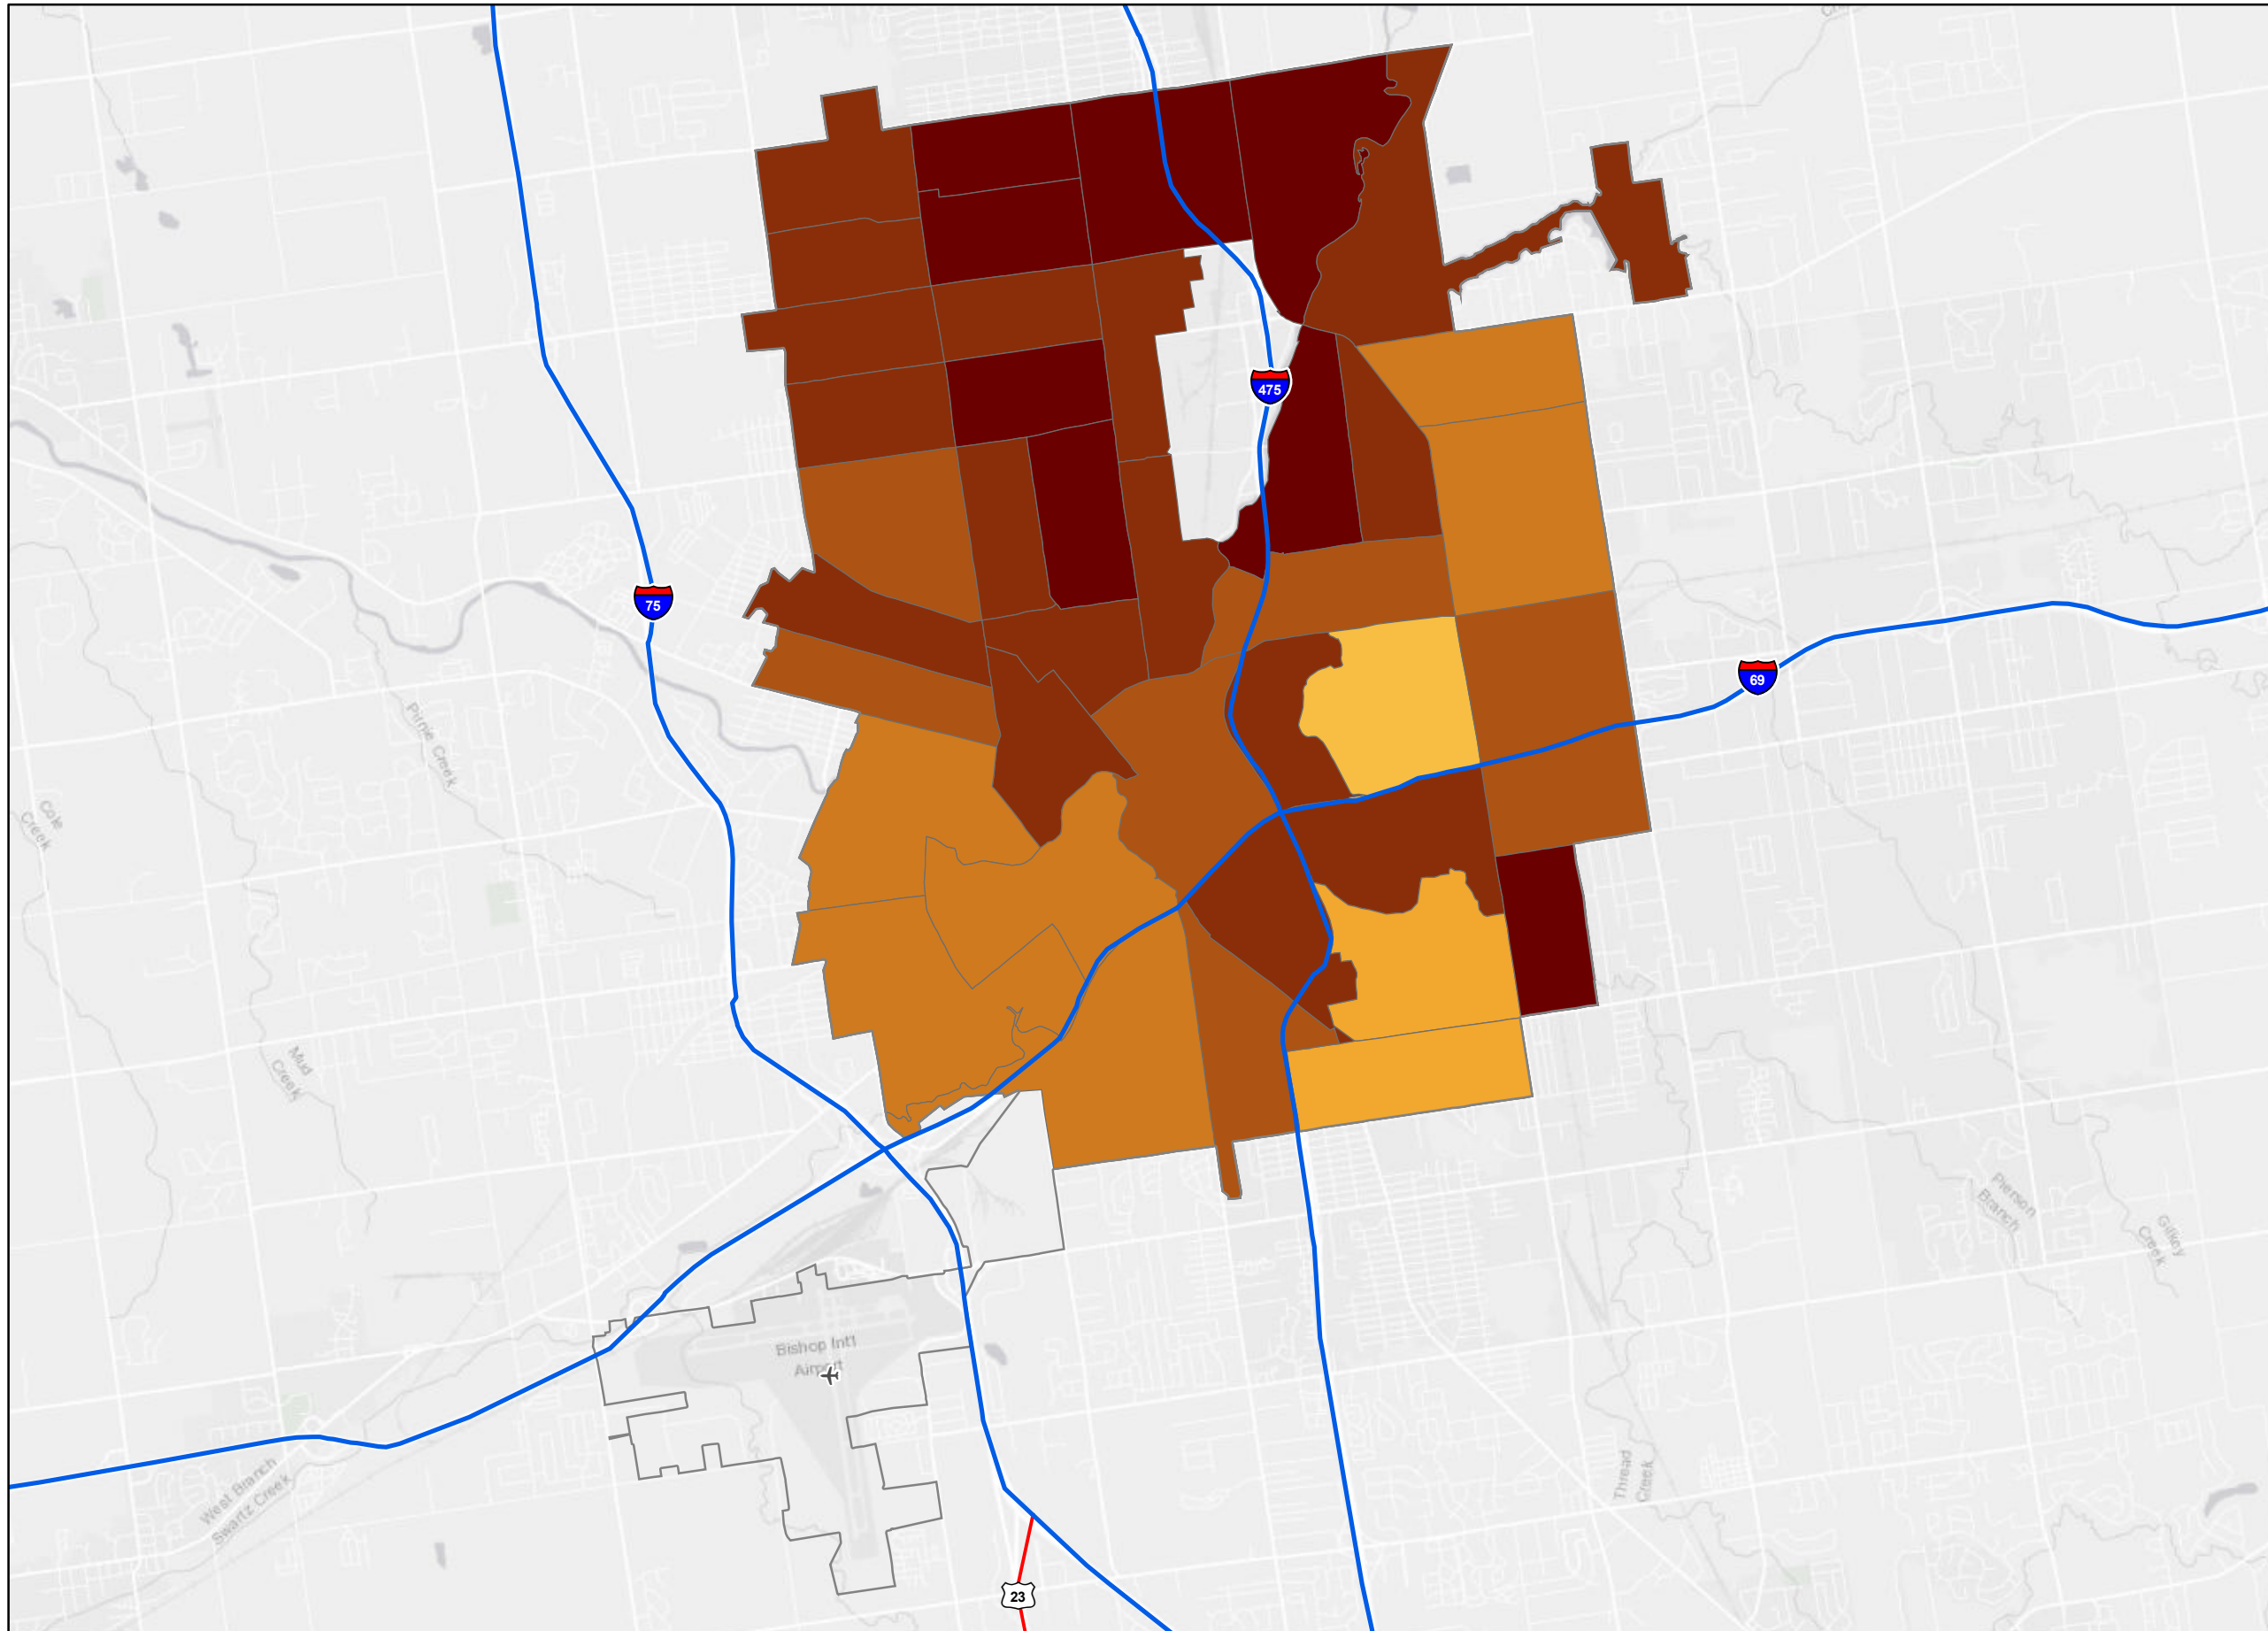 475
75
69
Pirnie Creek
Cole
Creek
Mud
Creek
Pierson
Branch
Gilkey
Creek
Bishop Int'l
Airport
Thread
Creek
West Branch
Swartz Creek
23